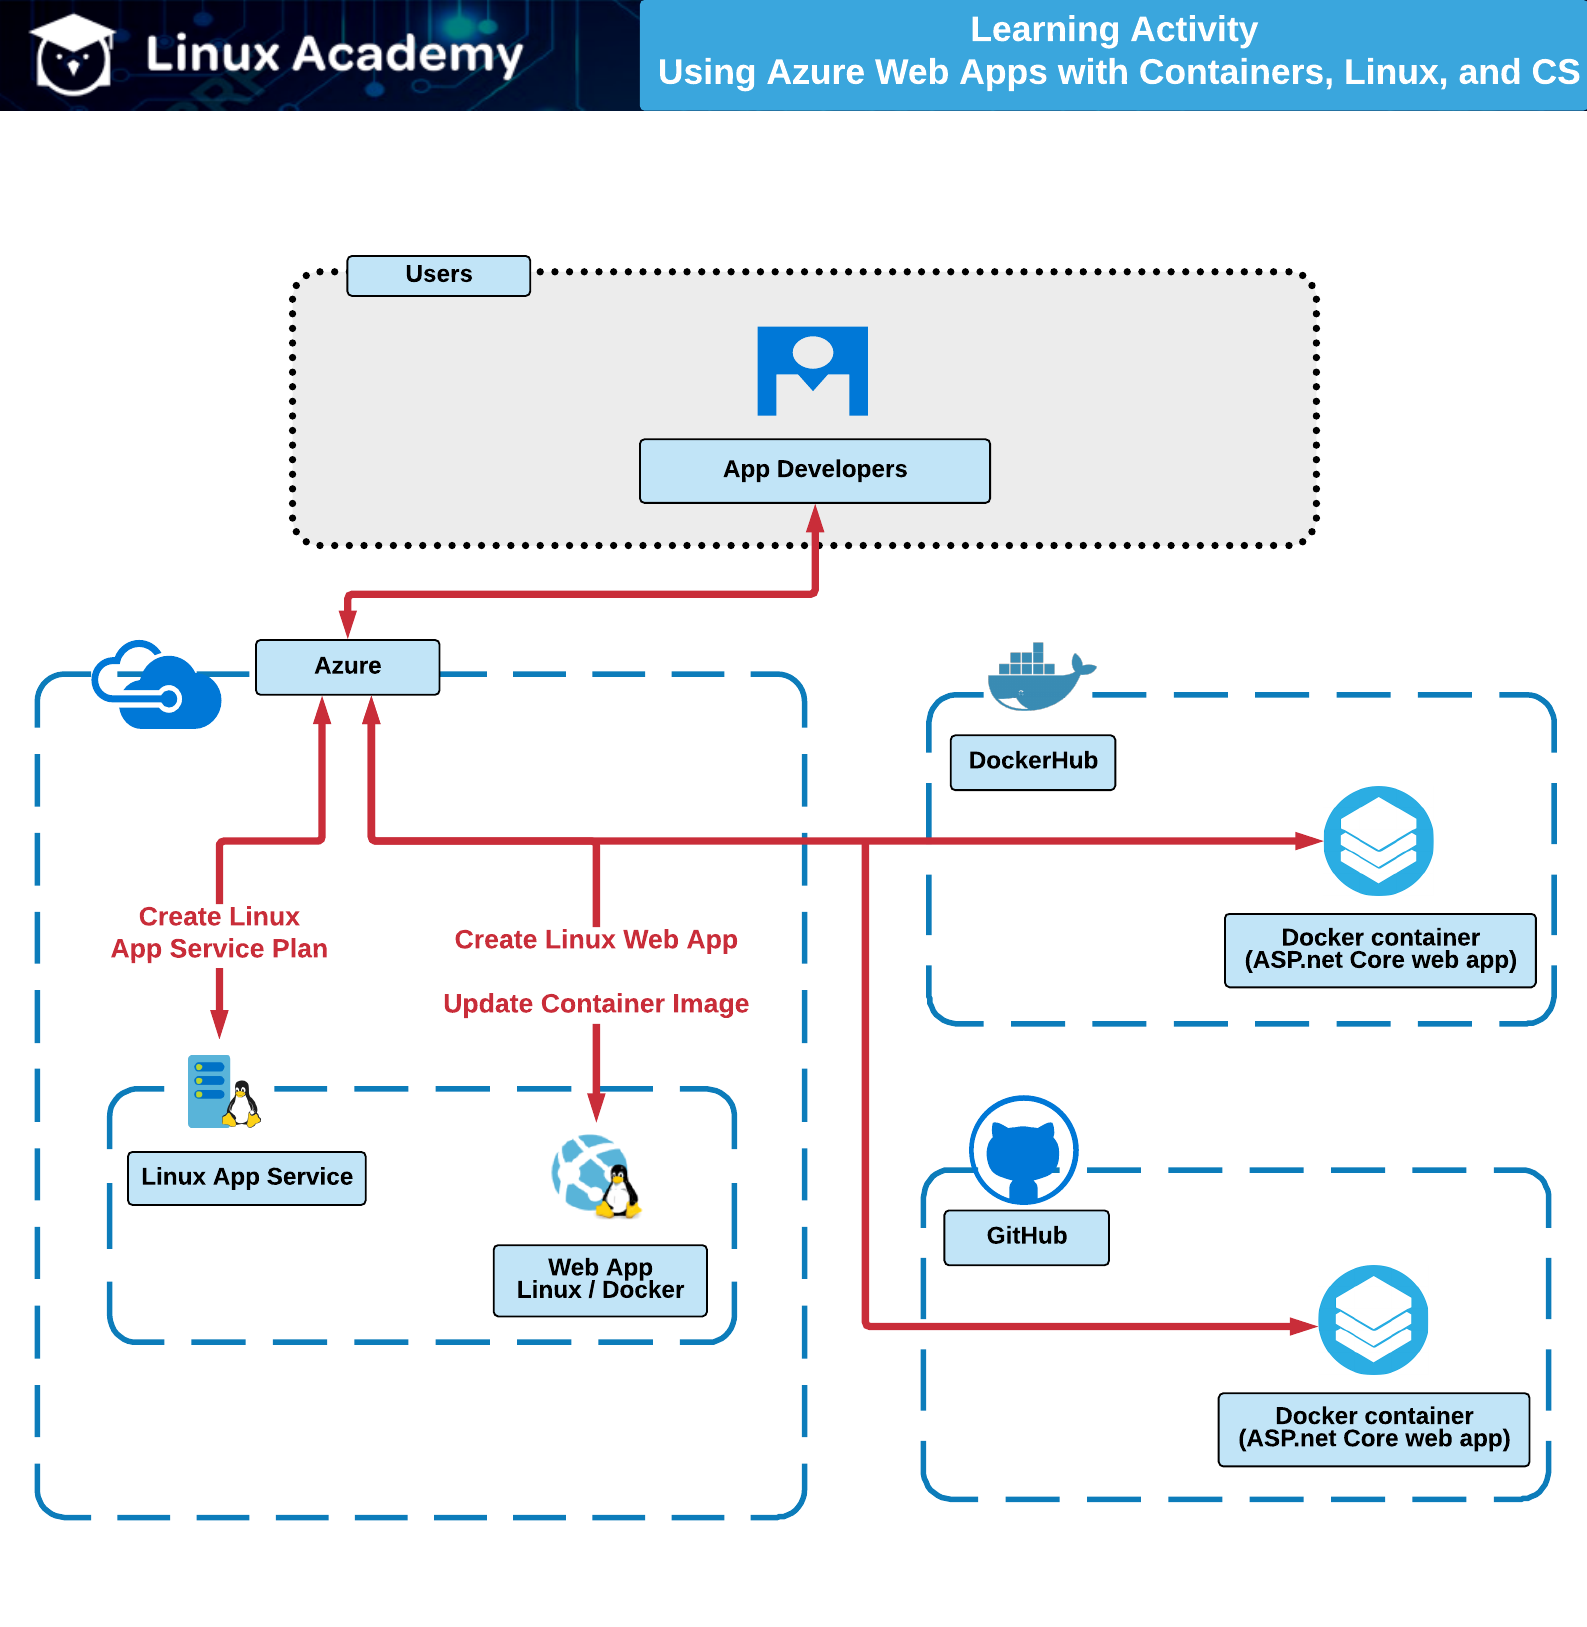 Linux Academy
Learning Activity
Using Azure Web Apps with Containers, Linux, and CS
Users
App Developers
Azure
DockerHub
Docker container
(ASP.net Core web app)
Create Linux
App Service Plan
Create Linux Web App
Update Container Image
Linux App Service
Web App
Linux / Docker
GitHub
Docker container
(ASP.net Core web app)